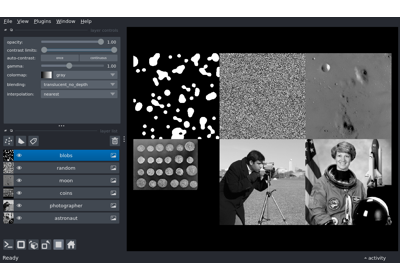 File View Plugins Window Help
opacity: 1.00
contrast limits:
auto-contrast: once continuous
gamma: 1.00
colormap: gray
blending: translucent_no_depth
interpolation: nearest
blobs
random
moon
coins
photographer
astronaut
Ready
activity